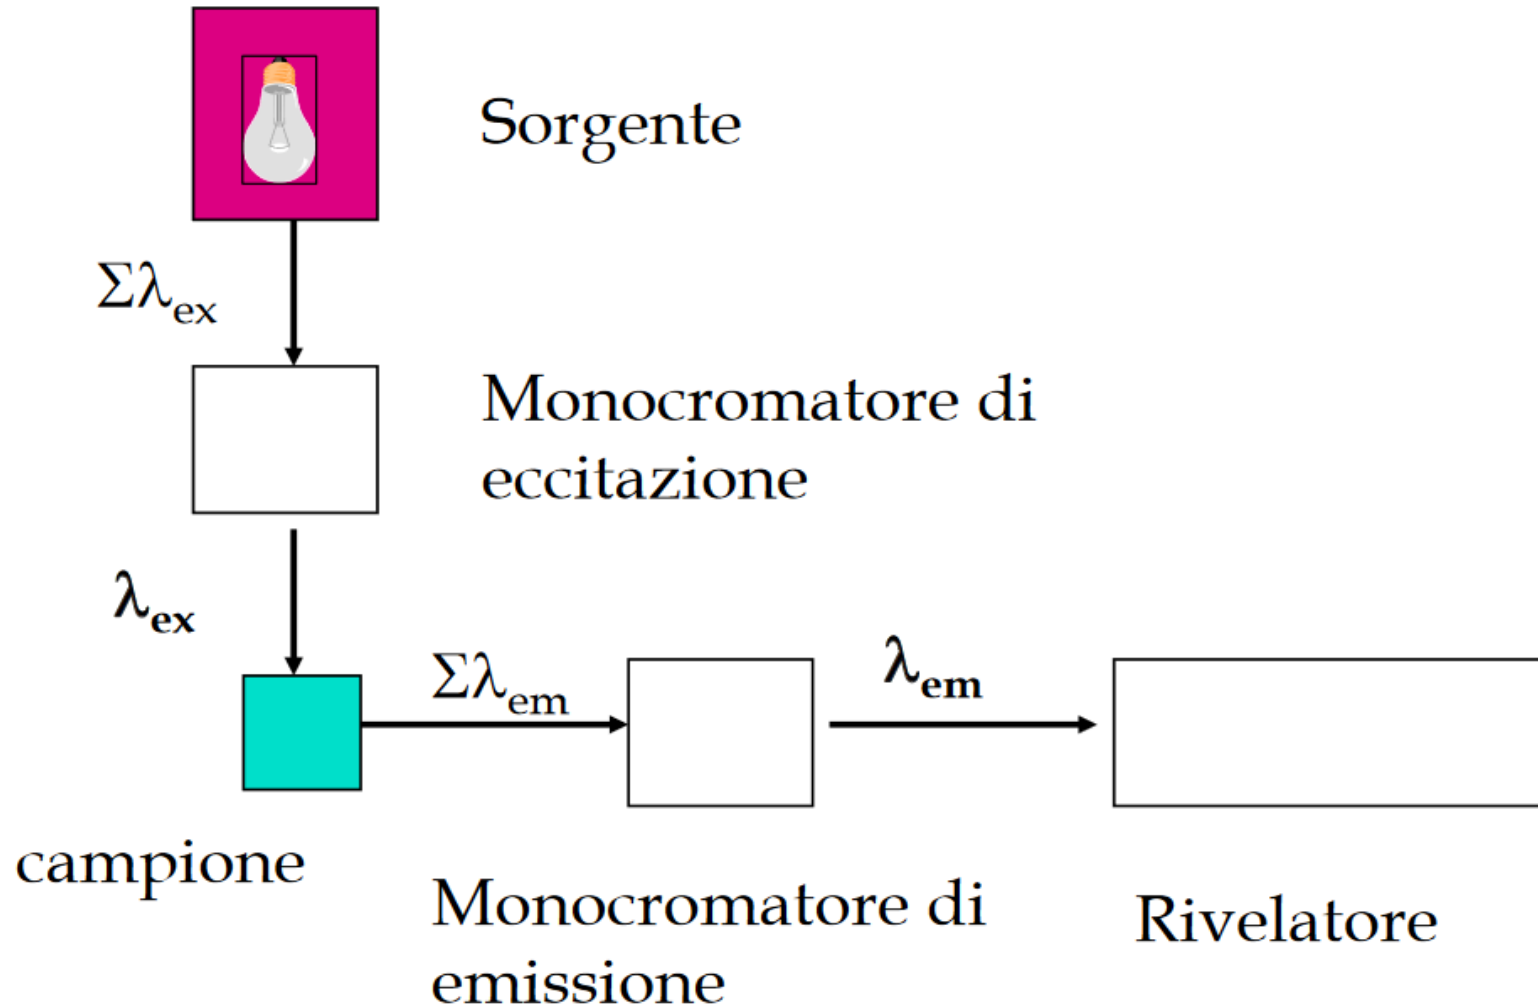 Sorgente
Σλex
Monocromatore di
eccitazione
λex
Σλem
λem
campione
Monocromatore di
emissione
Rivelatore